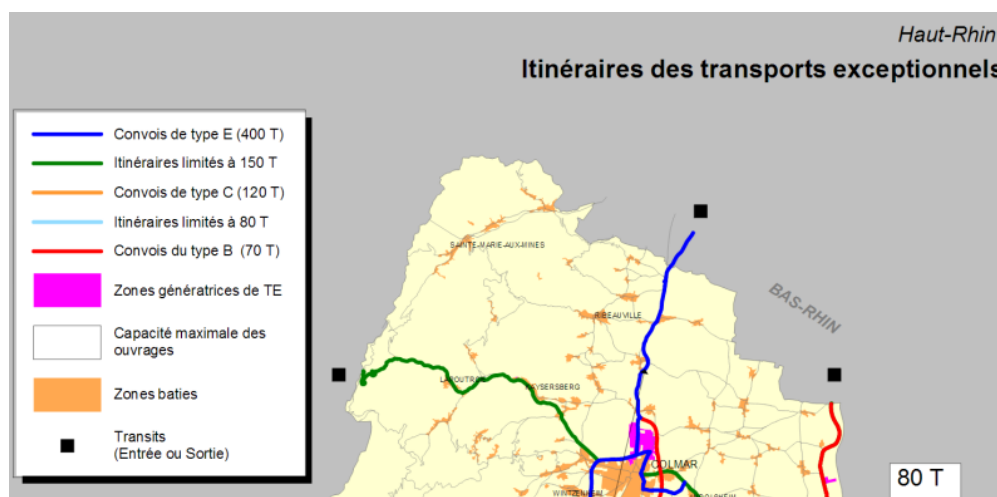 Haut-Rhin
Itinéraires des transports exceptionnels
Convois de type E (400 T)
Itinéraires limités à 150 T
Convois de type C (120 T)
Itinéraires limités à 80 T
Convois du type B (70 T)
Zones génératrices de TE
Capacité maximale des
ouvrages
Zones baties
Transits
(Entrée ou Sortie)
SAINTE-MARIE-AUX-MINES
BAS-RHIN
RIBEAUVILLE
KAYSERSBERG
COLMAR
80 T